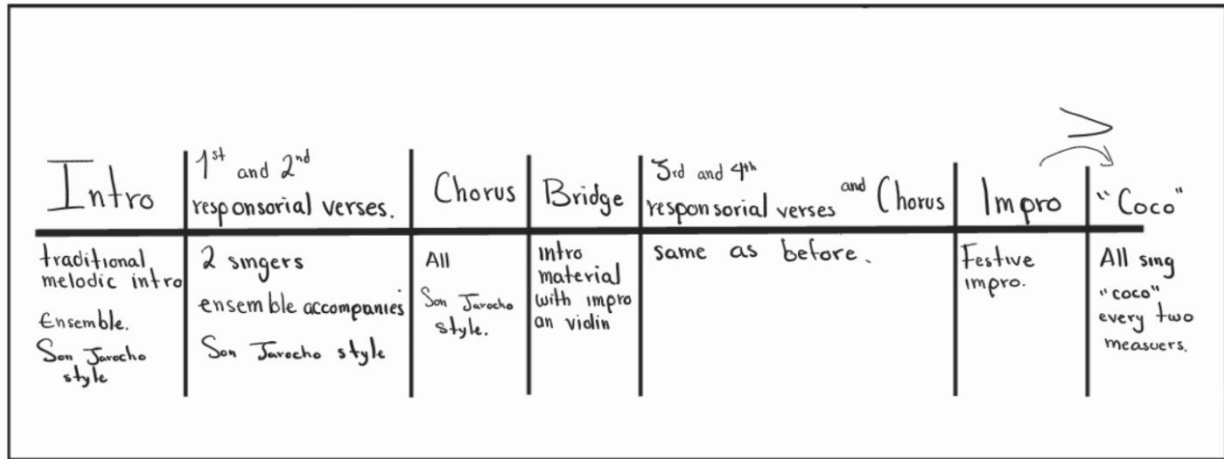 Intro
traditional
melodic intro
Ensemble.
Son Jarocho
style
1st and 2nd
responsorial verses.
2 singers
ensemble accompanies
Son Jarocho style
Chorus
All
Son Jarocho
style.
Bridge
Intro
material
with impro
on violin
3rd and 4th
responsorial verses and Chorus
same as before.
Impro
Festive
impro.
"Coco"
All sing
"coco"
every two
measuers.